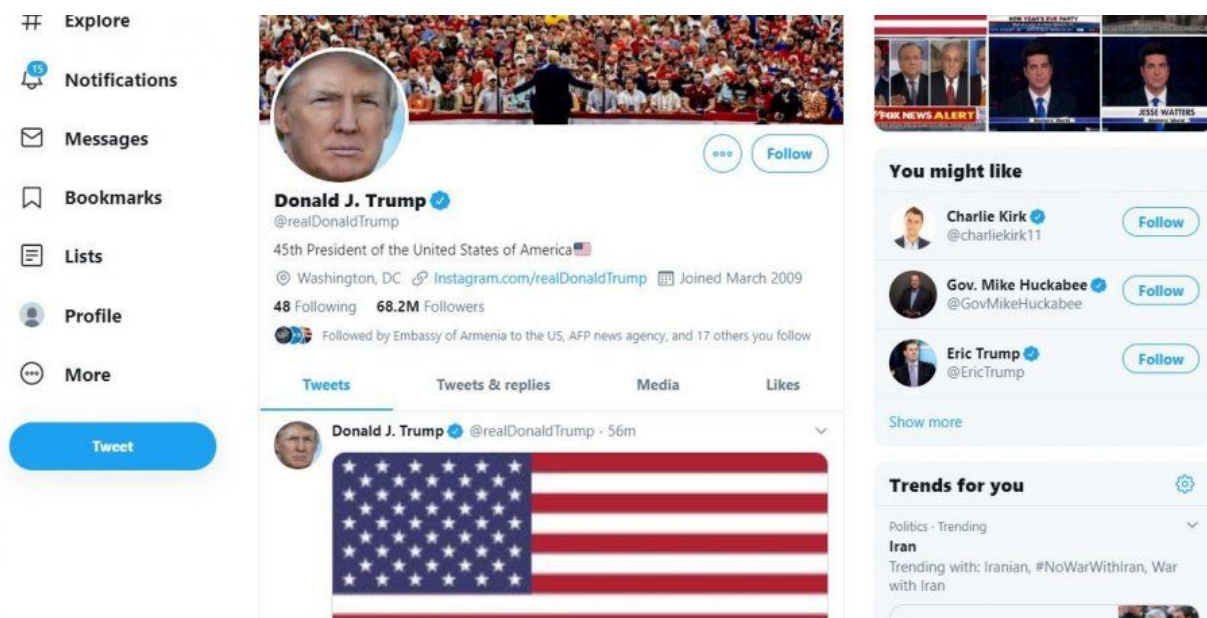 Explore
15
Notifications
Messages
Bookmarks
Lists
Profile
More
Tweet
Follow
Donald J. Trump
@realDonaldTrump
45th President of the United States of America
Washington, DC Instagram.com/realDonaldTrump Joined March 2009
48 Following 68.2M Followers
Followed by Embassy of Armenia to the US, AFP news agency, and 17 others you follow
Tweets Tweets & replies Media Likes
Donald J. Trump @realDonaldTrump · 56m
NEW YEAR'S EVE PARTY
FOX NEWS ALERT
JESSE WATTERS
You might like
Charlie Kirk
@charliekirk11
Follow
Gov. Mike Huckabee
@GovMikeHuckabee
Follow
Eric Trump
@EricTrump
Follow
Show more
Trends for you
Politics · Trending
Iran
Trending with: Iranian, #NoWarWithIran, War
with Iran